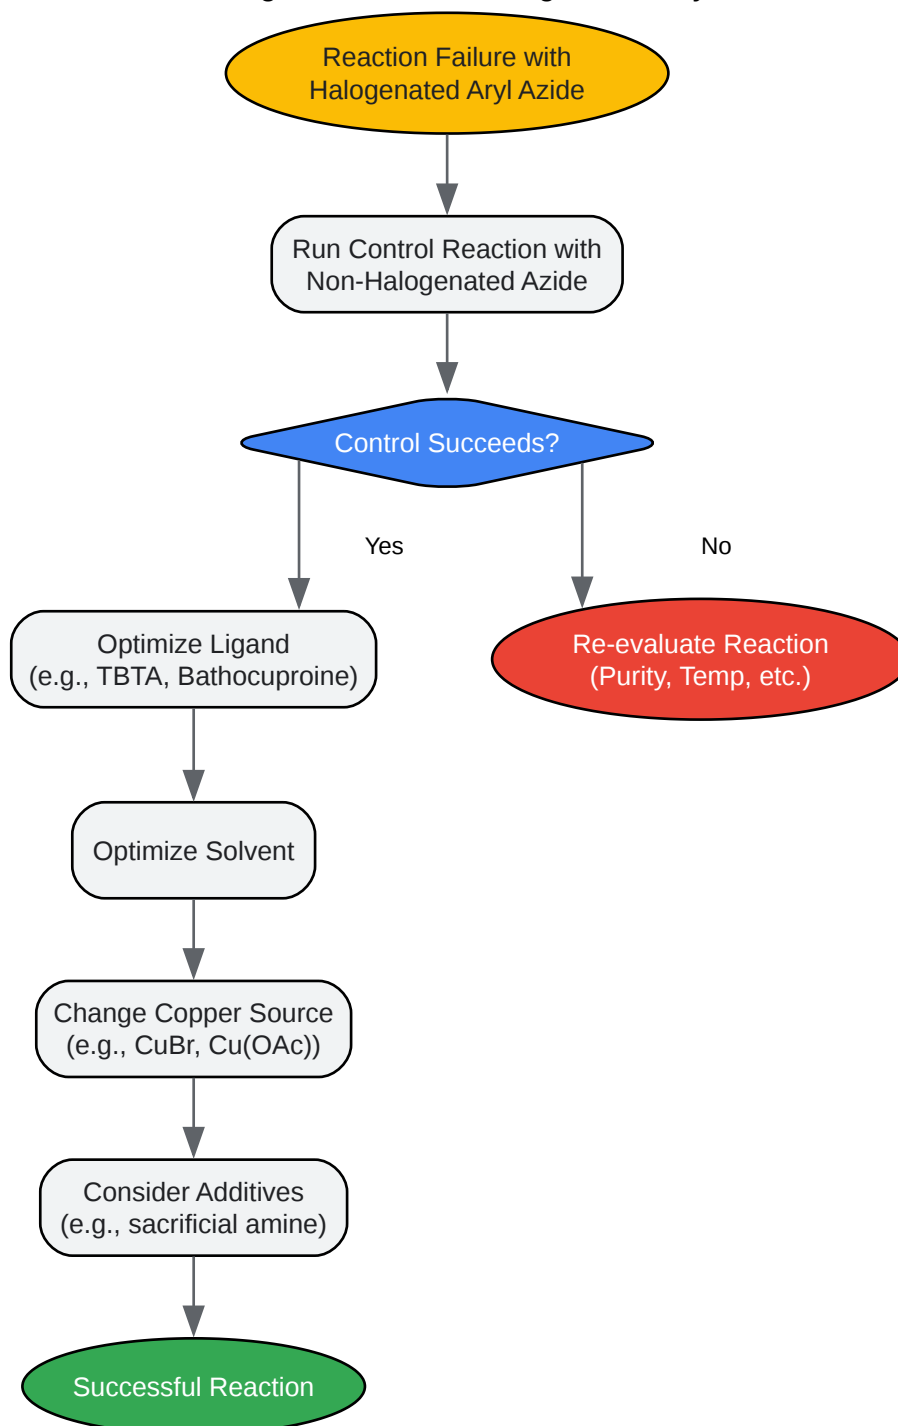 Reaction Failure with
Halogenated Aryl Azide
Run Control Reaction with
Non-Halogenated Azide
Control Succeeds?
Yes
No
Optimize Ligand
(e.g., TBTA, Bathocuproine)
Re-evaluate Reaction
(Purity, Temp, etc.)
Optimize Solvent
Change Copper Source
(e.g., CuBr, Cu(OAc))
Consider Additives
(e.g., sacrificial amine)
Successful Reaction